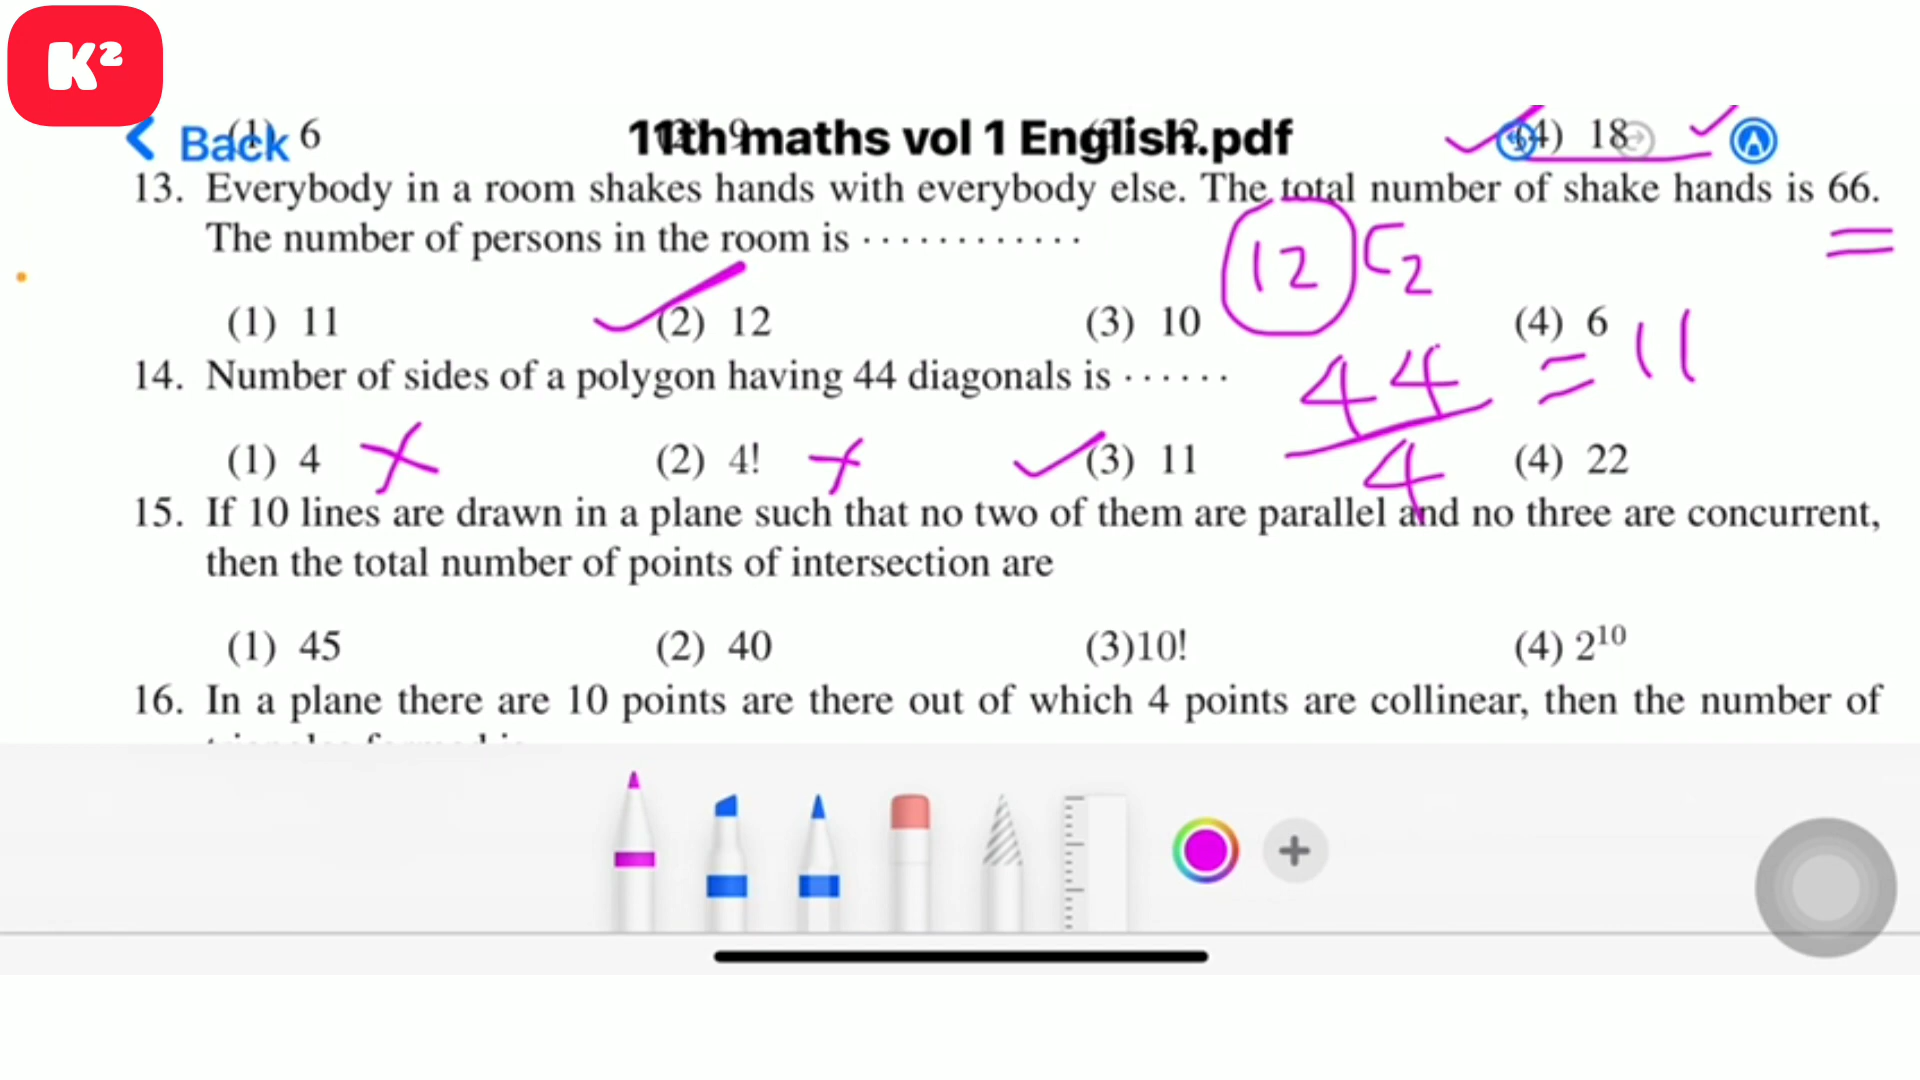 K²
Back
11th maths vol 1 English.pdf
(1) 6
(4) 18
13. Everybody in a room shakes hands with everybody else. The total number of shake hands is 66.
The number of persons in the room is ············
12 C₂
=
(1) 11 (2) 12 (3) 10 (4) 6
14. Number of sides of a polygon having 44 diagonals is ······
44/4 = 11
(1) 4 (2) 4! (3) 11 (4) 22
15. If 10 lines are drawn in a plane such that no two of them are parallel and no three are concurrent,
then the total number of points of intersection are
(1) 45 (2) 40 (3)10! (4) 2¹⁰
16. In a plane there are 10 points are there out of which 4 points are collinear, then the number of